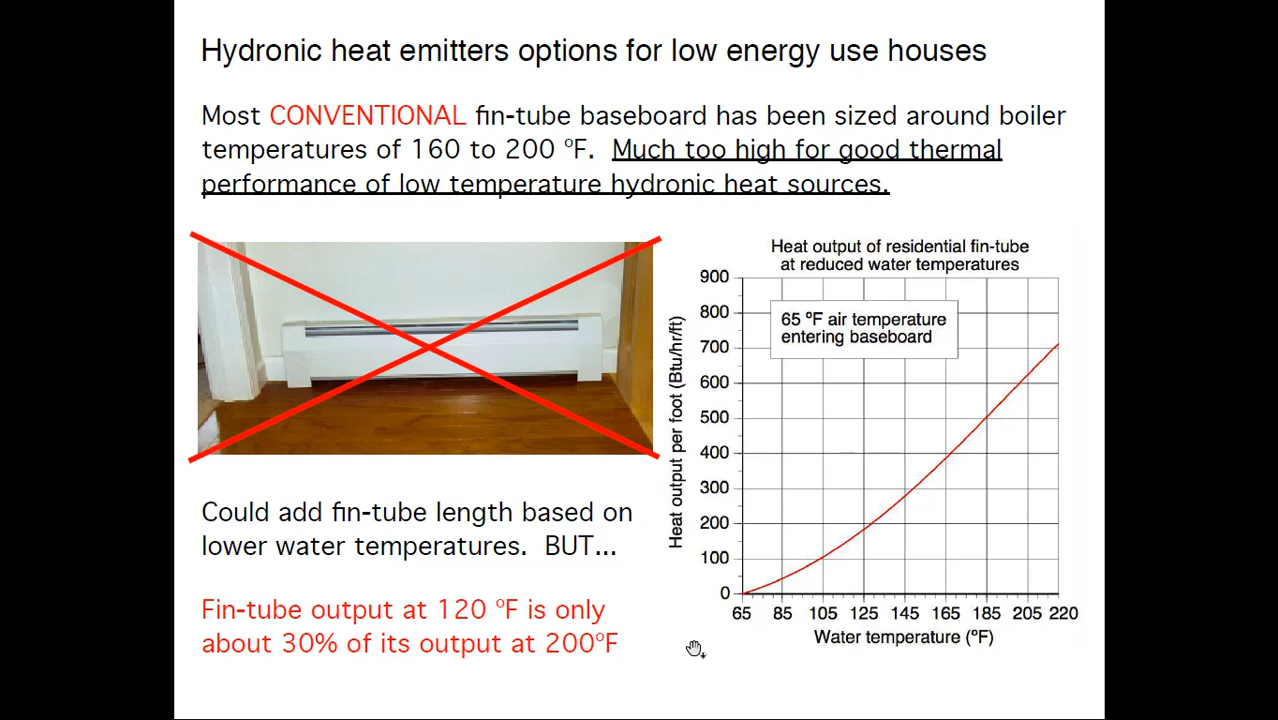 Hydronic heat emitters options for low energy use houses
Most CONVENTIONAL fin-tube baseboard has been sized around boiler
temperatures of 160 to 200 ºF.  Much too high for good thermal
performance of low temperature hydronic heat sources.
Heat output of residential fin-tube
at reduced water temperatures
65 ºF air temperature
entering baseboard
Heat output per foot (Btu/hr/ft)
900
800
700
600
500
400
300
200
100
0
65 85 105 125 145 165 185 205 220
Water temperature (ºF)
Could add fin-tube length based on
lower water temperatures.  BUT...
Fin-tube output at 120 ºF is only
about 30% of its output at 200ºF